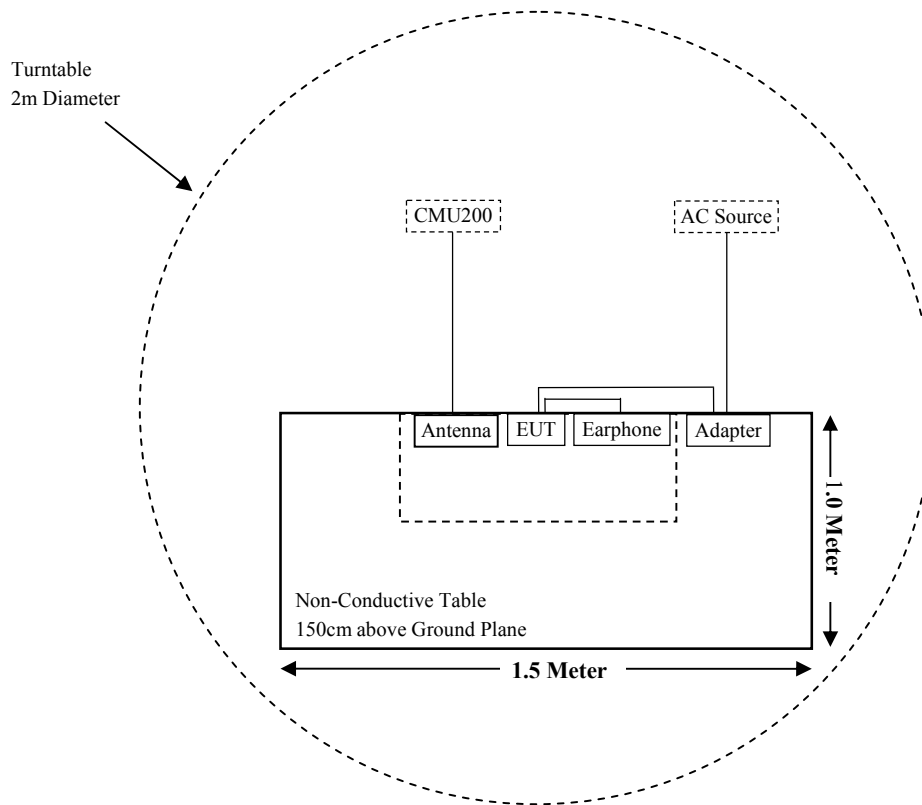 Turntable
2m Diameter
CMU200
AC Source
Antenna
EUT
Earphone
Adapter
1.0 Meter
Non-Conductive Table
150cm above Ground Plane
1.5 Meter